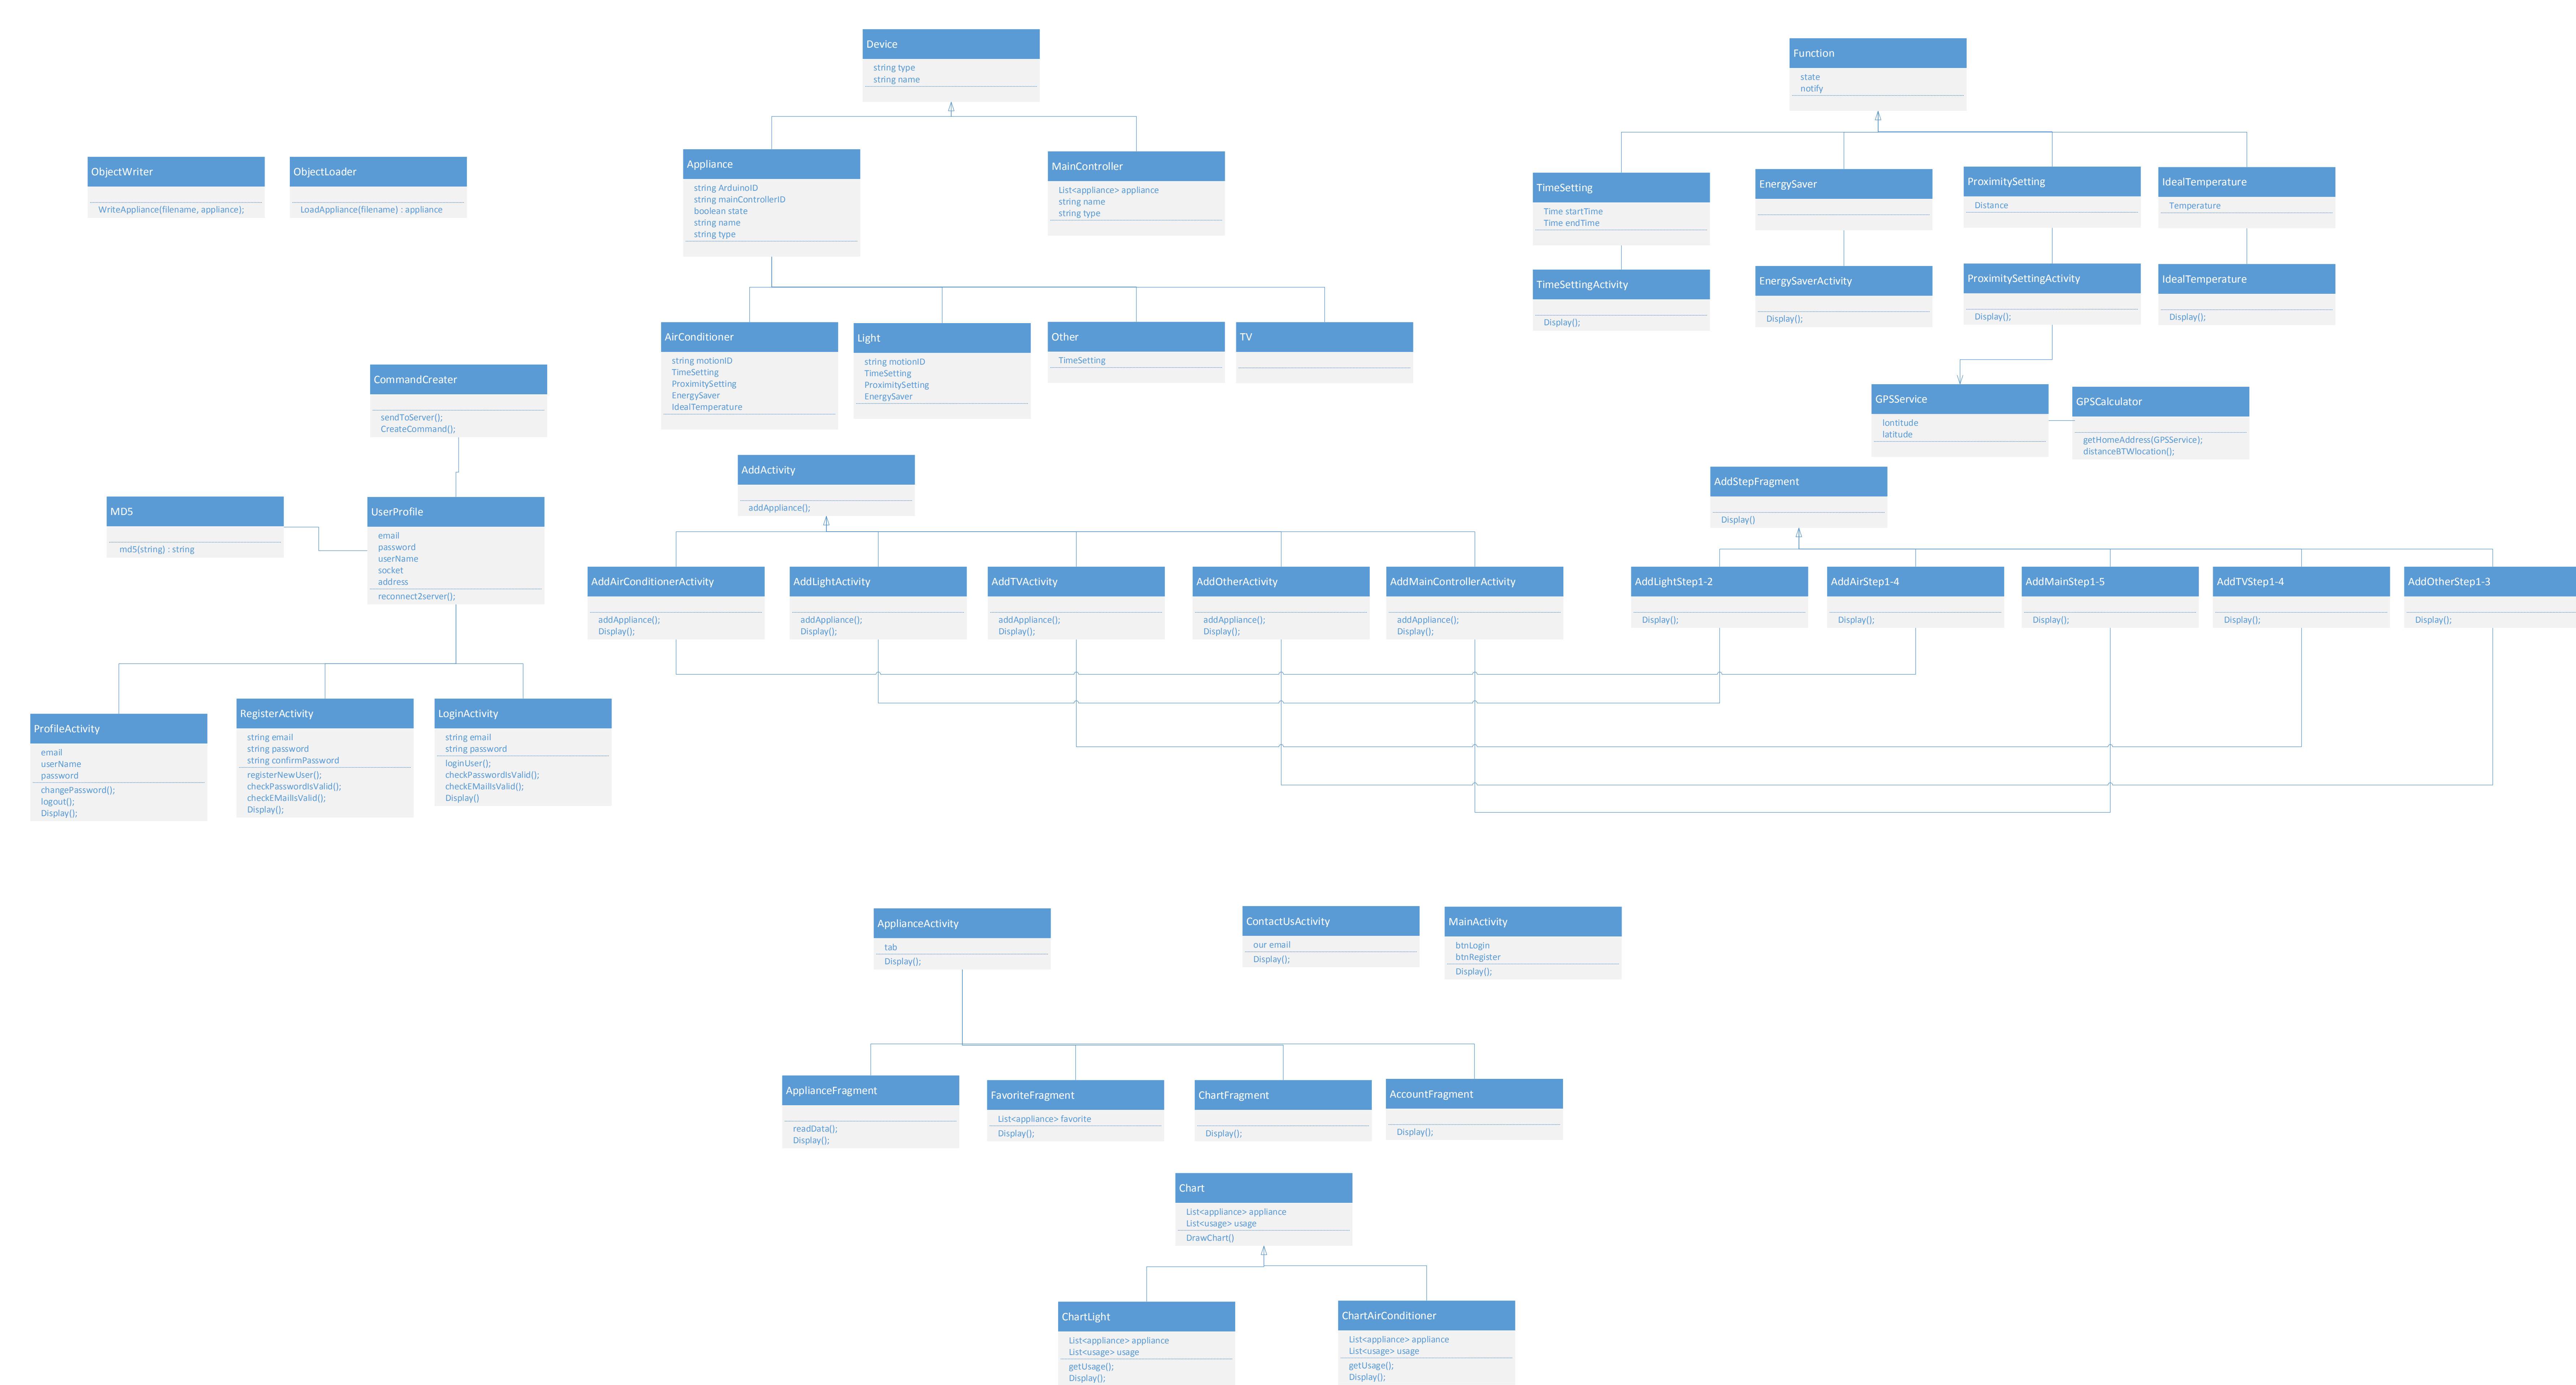 Device
string type
string name
Function
state
notify
ObjectWriter
WriteAppliance(filename, appliance);
ObjectLoader
LoadAppliance(filename) : appliance
Appliance
string ArduinoID
string mainControllerID
boolean state
string name
string type
MainController
List<appliance> appliance
string name
string type
TimeSetting
Time startTime
Time endTime
EnergySaver
ProximitySetting
Distance
IdealTemperature
Temperature
TimeSettingActivity
Display();
EnergySaverActivity
Display();
ProximitySettingActivity
Display();
IdealTemperature
Display();
AirConditioner
string motionID
TimeSetting
ProximitySetting
EnergySaver
IdealTemperature
Light
string motionID
TimeSetting
ProximitySetting
EnergySaver
Other
TimeSetting
TV
CommandCreater
sendToServer();
CreateCommand();
GPSService
lontitude
latitude
GPSCalculator
getHomeAddress(GPSService);
distanceBTWlocation();
MD5
md5(string) : string
UserProfile
email
password
userName
socket
address
reconnect2server();
AddActivity
addAppliance();
AddStepFragment
Display()
AddAirConditionerActivity
addAppliance();
Display();
AddLightActivity
addAppliance();
Display();
AddTVActivity
addAppliance();
Display();
AddOtherActivity
addAppliance();
Display();
AddMainControllerActivity
addAppliance();
Display();
AddLightStep1-2
Display();
AddAirStep1-4
Display();
AddMainStep1-5
Display();
AddTVStep1-4
Display();
AddOtherStep1-3
Display();
ProfileActivity
email
userName
password
changePassword();
logout();
Display();
RegisterActivity
string email
string password
string confirmPassword
registerNewUser();
checkPasswordIsValid();
checkEMailIsValid();
Display();
LoginActivity
string email
string password
loginUser();
checkPasswordIsValid();
checkEMailIsValid();
Display()
ApplianceActivity
tab
Display();
ContactUsActivity
our email
Display();
MainActivity
btnLogin
btnRegister
Display();
ApplianceFragment
readData();
Display();
FavoriteFragment
List<appliance> favorite
Display();
ChartFragment
Display();
AccountFragment
Display();
Chart
List<appliance> appliance
List<usage> usage
DrawChart()
ChartLight
List<appliance> appliance
List<usage> usage
getUsage();
Display();
ChartAirConditioner
List<appliance> appliance
List<usage> usage
getUsage();
Display();